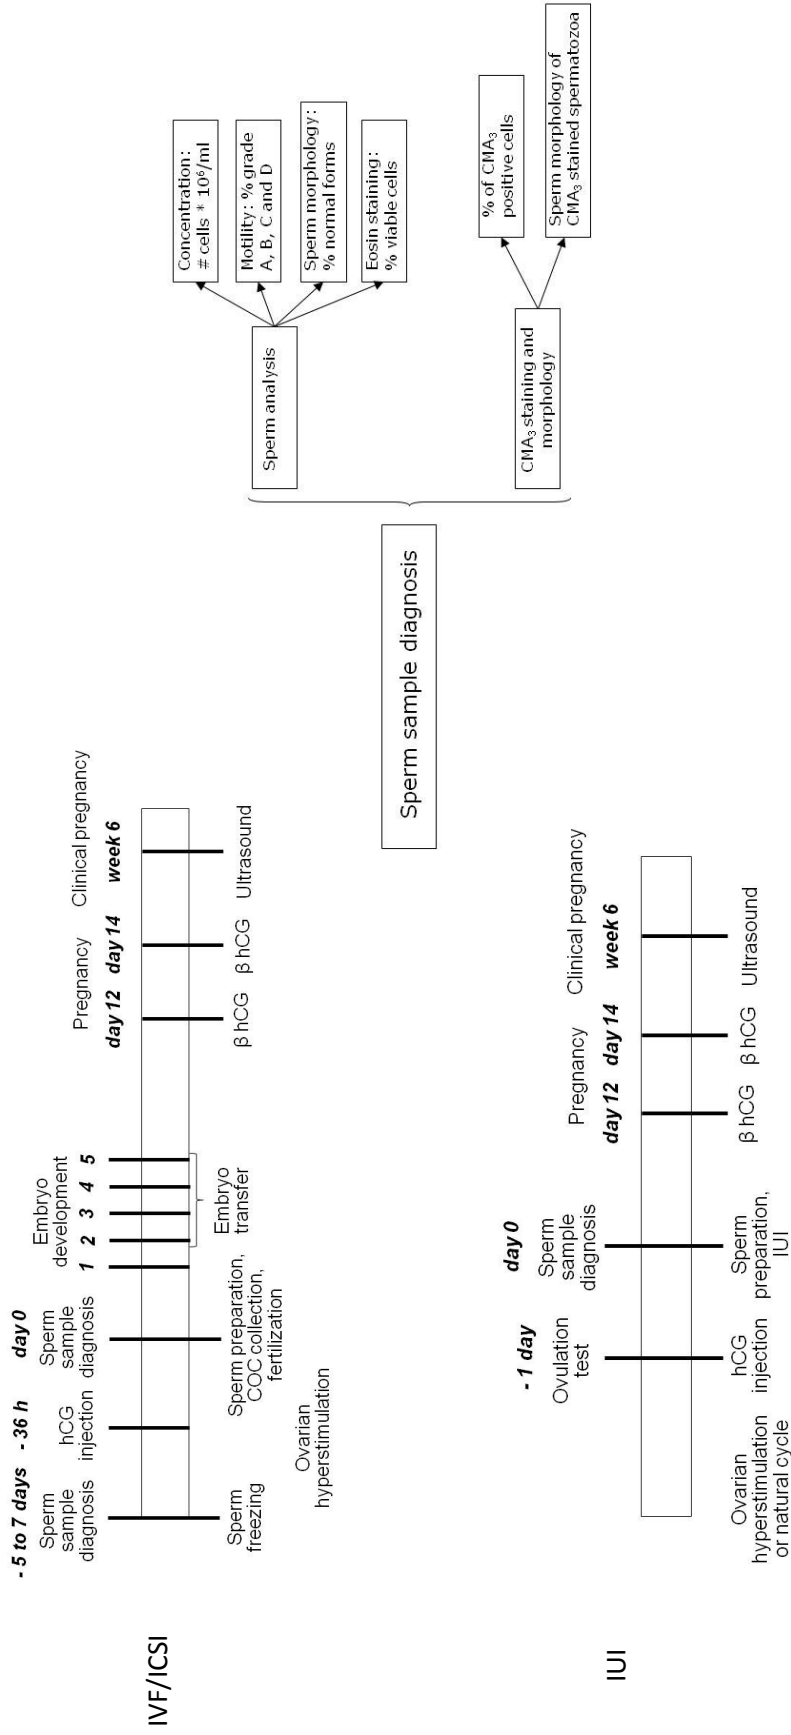 IVF/ICSI
- 5 to 7 days
- 36 h
day 0
Sperm
sample
diagnosis
hCG
injection
Sperm
sample
diagnosis
Embryo
development
1
2
3
4
5
Pregnancy
day 12
day 14
Clinical pregnancy
week 6
Sperm
freezing
Ovarian
hyperstimulation
Sperm preparation,
COC collection,
fertilization
Embryo
transfer
β hCG
β hCG
Ultrasound
IUI
- 1 day
Ovulation
test
day 0
Sperm
sample
diagnosis
Pregnancy
day 12
day 14
Clinical pregnancy
week 6
Ovarian
hyperstimulation
or natural cycle
hCG
injection
Sperm
preparation,
IUI
β hCG
β hCG
Ultrasound
Sperm sample diagnosis
Sperm analysis
Concentration:
# cells * 10⁶/ml
Motility: % grade
A, B, C and D
Sperm morphology:
% normal forms
Eosin staining:
% viable cells
CMA₃ staining and
morphology
% of CMA₃
positive cells
Sperm morphology of
CMA₃ stained spermatozoa